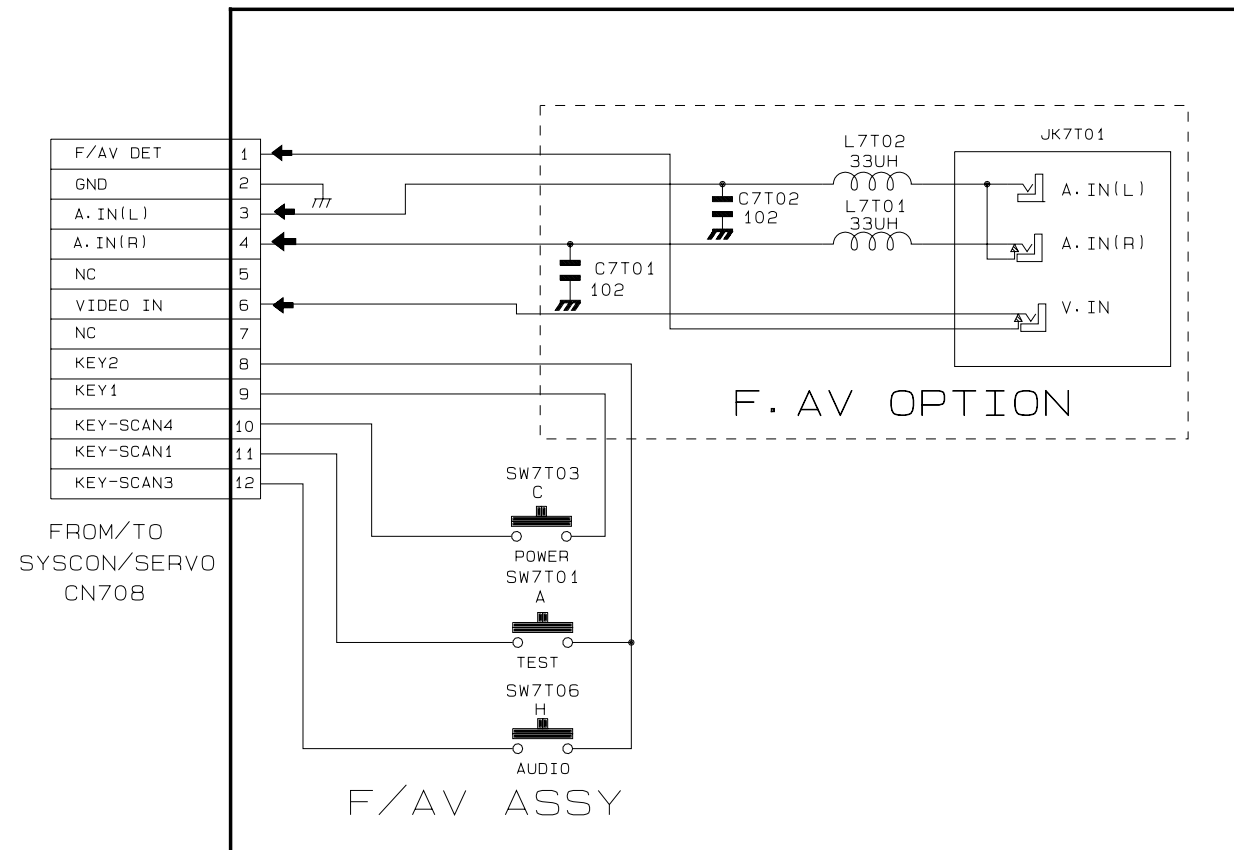 F/AV DET 1
GND 2
A.IN(L) 3
A.IN(R) 4
NC 5
VIDEO IN 6
NC 7
KEY2 8
KEY1 9
KEY-SCAN4 10
KEY-SCAN1 11
KEY-SCAN3 12
FROM/TO
SYSCON/SERVO
CN708
L7T02
33UH
C7T02
102
L7T01
33UH
C7T01
102
JK7T01
A.IN(L)
A.IN(R)
V.IN
F.AV OPTION
SW7T03
C
POWER
SW7T01
A
TEST
SW7T06
H
AUDIO
F/AV ASSY